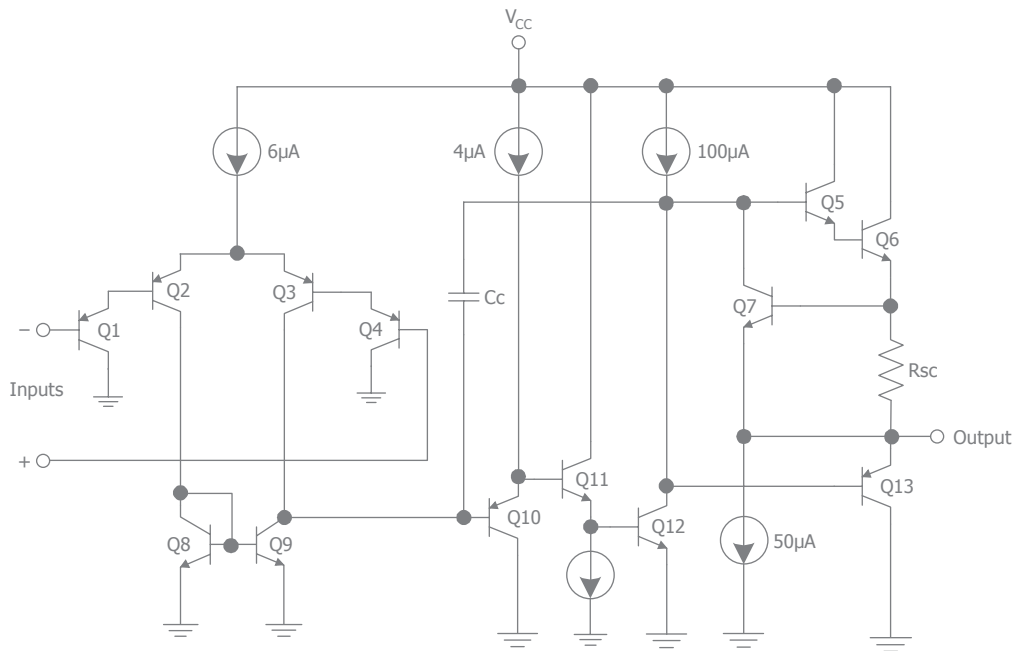 VCC
6µA
4µA
100µA
Q5
Q6
Q2
Q3
Cc
Q7
− Q1
Q4
Rsc
Inputs
Output
+
Q11
Q13
Q10
Q12
Q8
Q9
50µA